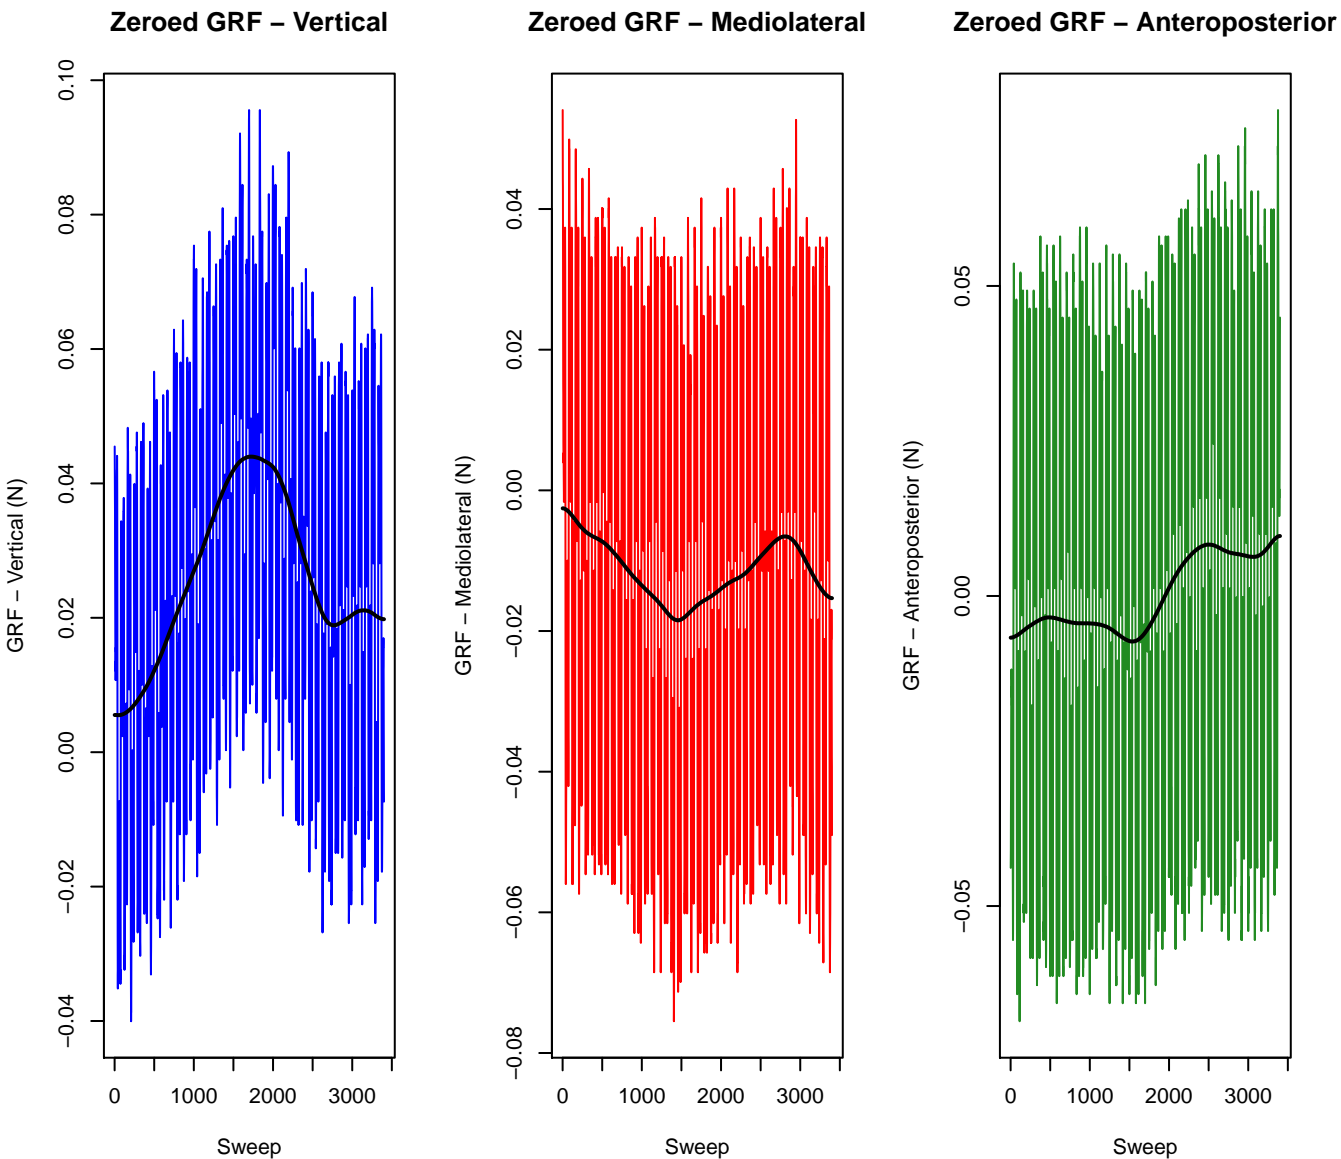 Zeroed GRF − Vertical
GRF − Vertical (N)
0.10
0.08
0.06
0.04
0.02
0.00
−0.02
−0.04
0 1000 2000 3000
Sweep
Zeroed GRF − Mediolateral
GRF − Mediolateral (N)
0.04
0.02
0.00
−0.02
−0.04
−0.06
−0.08
0 1000 2000 3000
Sweep
Zeroed GRF − Anteroposterior
GRF − Anteroposterior (N)
0.05
0.00
−0.05
0 1000 2000 3000
Sweep